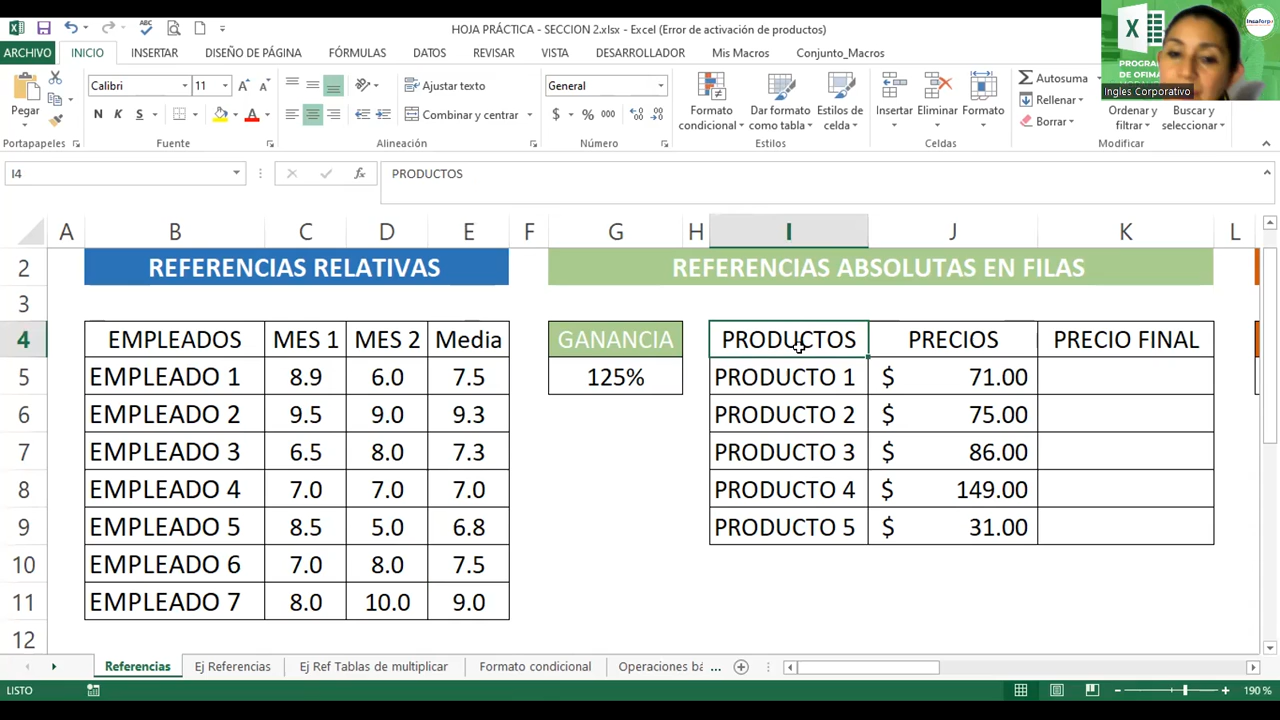 HOJA PRÁCTICA - SECCION 2.xlsx - Excel (Error de activación de productos)
ARCHIVO INICIO INSERTAR DISEÑO DE PÁGINA FÓRMULAS DATOS REVISAR VISTA DESARROLLADOR Mis Macros Conjunto_Macros
PROGRA
DE OFIMÁ
Ingles Corporativo
Insaforp
Pegar
Portapapeles
Calibri 11
N K S
Fuente
Ajustar texto
Combinar y centrar
Alineación
General
$ % 000
Número
Formato condicional
Dar formato como tabla
Estilos de celda
Estilos
Insertar
Eliminar
Formato
Celdas
Autosuma
Rellenar
Borrar
Ordenar y filtrar
Buscar y seleccionar
Modificar
I4 fx PRODUCTOS
A B C D E F G H I J K L
2 REFERENCIAS RELATIVAS REFERENCIAS ABSOLUTAS EN FILAS
3
4 EMPLEADOS MES 1 MES 2 Media GANANCIA PRODUCTOS PRECIOS PRECIO FINAL
5 EMPLEADO 1 8.9 6.0 7.5 125% PRODUCTO 1 $ 71.00
6 EMPLEADO 2 9.5 9.0 9.3 PRODUCTO 2 $ 75.00
7 EMPLEADO 3 6.5 8.0 7.3 PRODUCTO 3 $ 86.00
8 EMPLEADO 4 7.0 7.0 7.0 PRODUCTO 4 $ 149.00
9 EMPLEADO 5 8.5 5.0 6.8 PRODUCTO 5 $ 31.00
10 EMPLEADO 6 7.0 8.0 7.5
11 EMPLEADO 7 8.0 10.0 9.0
12
Referencias Ej Referencias Ej Ref Tablas de multiplicar Formato condicional Operaciones bá ...
LISTO 190 %